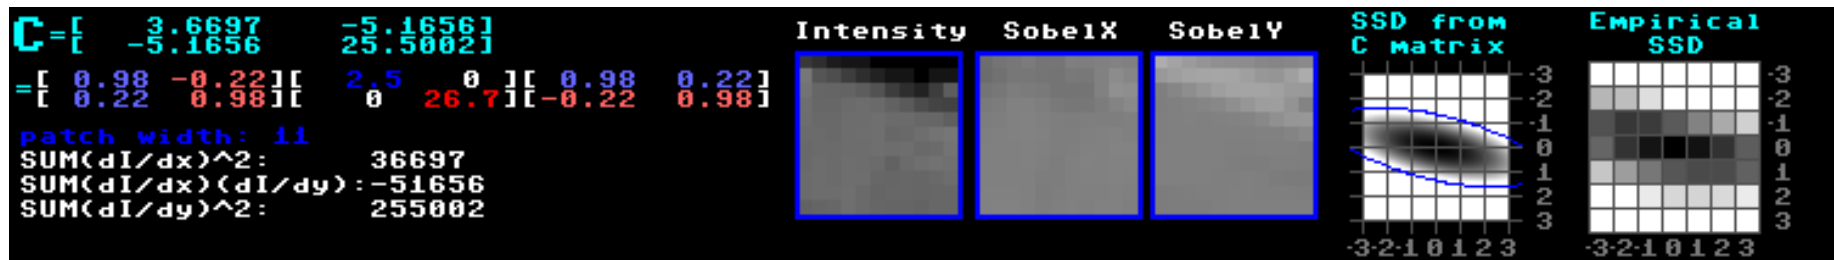 C=[ 3.6697 -5.1656]
[ -5.1656 25.5002]
=[ 0.98 -0.22][ 2.5 0 ][ 0.98 0.22]
[ 0.22 0.98][ 0 26.7][-0.22 0.98]
patch width: 11
SUM(dI/dx)^2: 36697
SUM(dI/dx)(dI/dy):-51656
SUM(dI/dy)^2: 255002
Intensity
SobelX
SobelY
SSD from
C matrix
-3
-2
-1
0
1
2
3
-3-2-1 0 1 2 3
Empirical
SSD
-3
-2
-1
0
1
2
3
-3-2-1 0 1 2 3